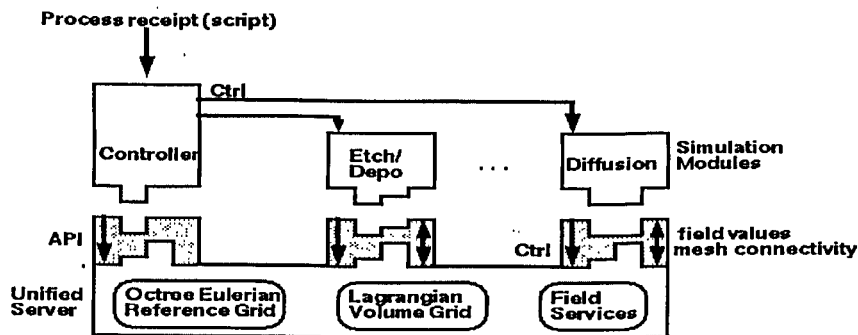 Process receipt (script)
Ctrl
Controller
Etch/
Depo
...
Diffusion
Simulation
Modules
API
Ctrl
field values
mesh connectivity
Unified
Server
Octree Eulerian
Reference Grid
Lagrangian
Volume Grid
Field
Services